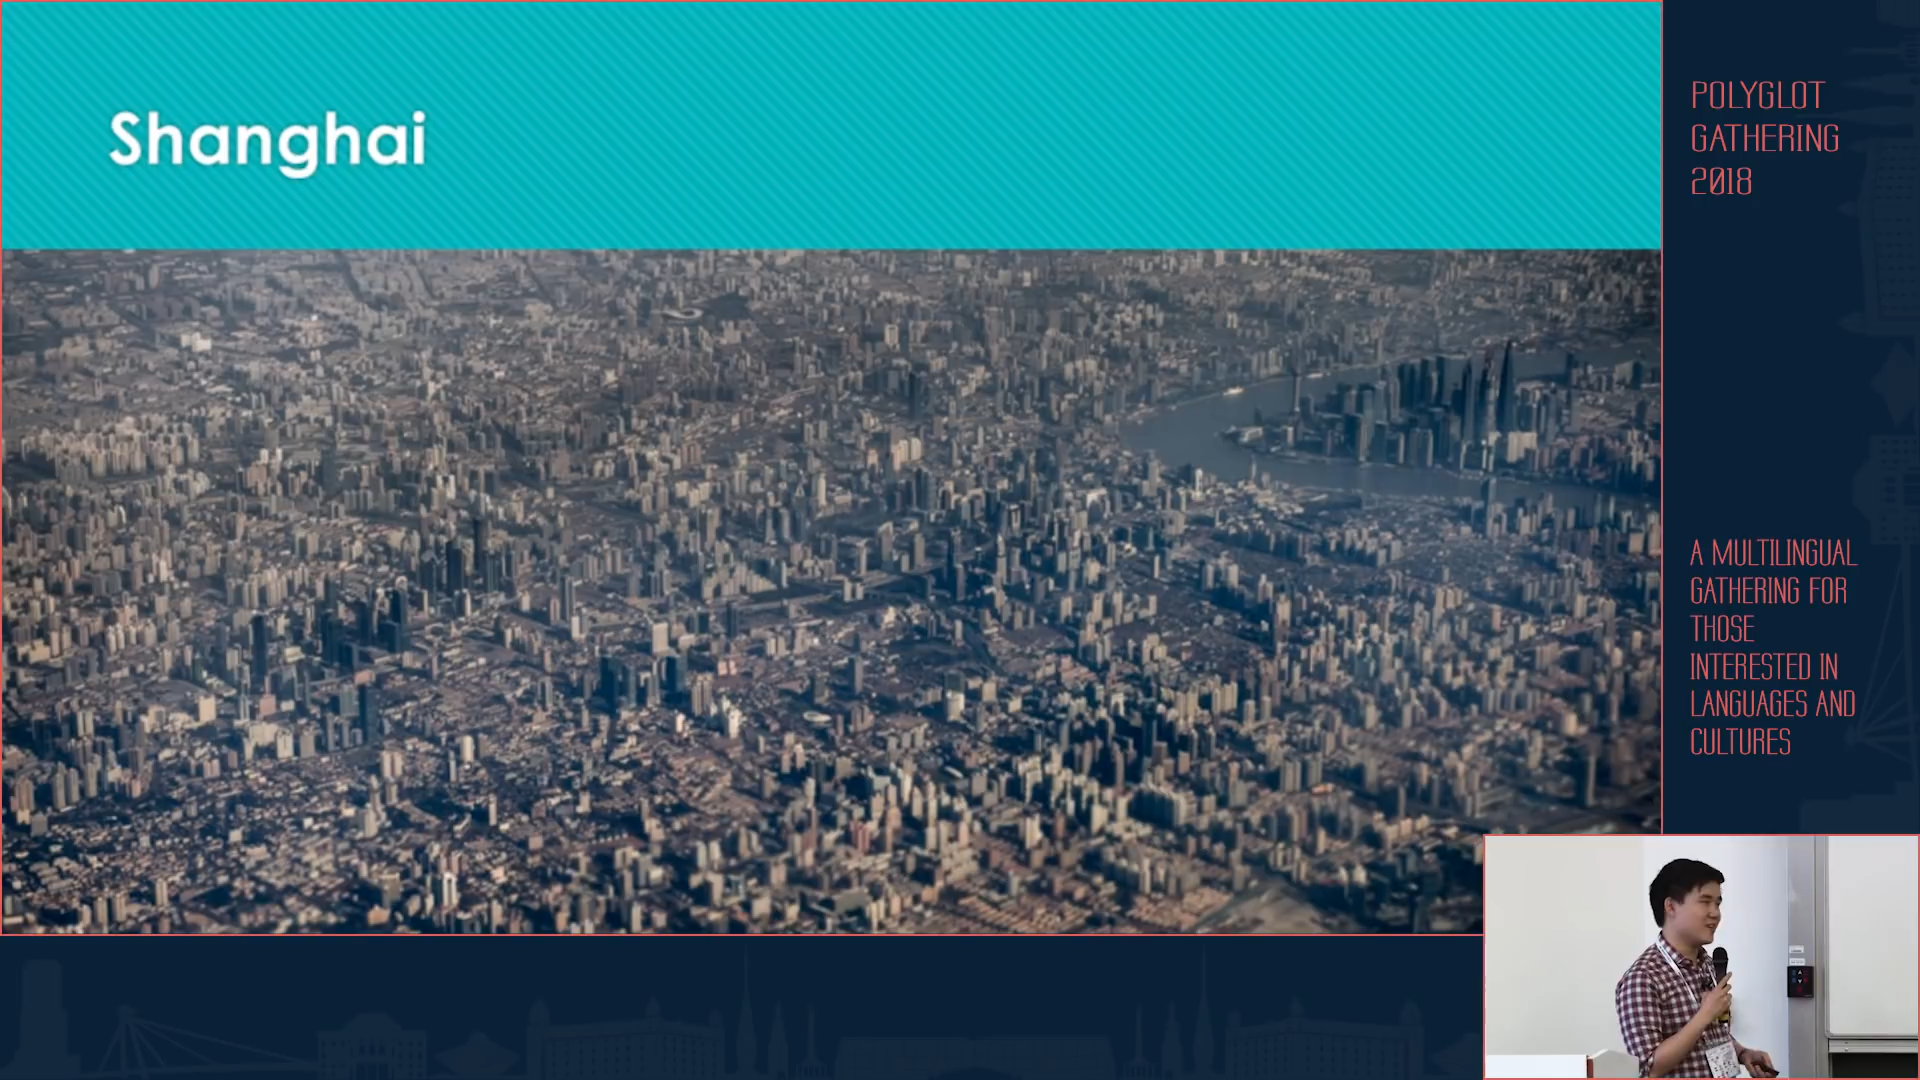 Shanghai
POLYGLOT
GATHERING
2018
A MULTILINGUAL
GATHERING FOR
THOSE
INTERESTED IN
LANGUAGES AND
CULTURES